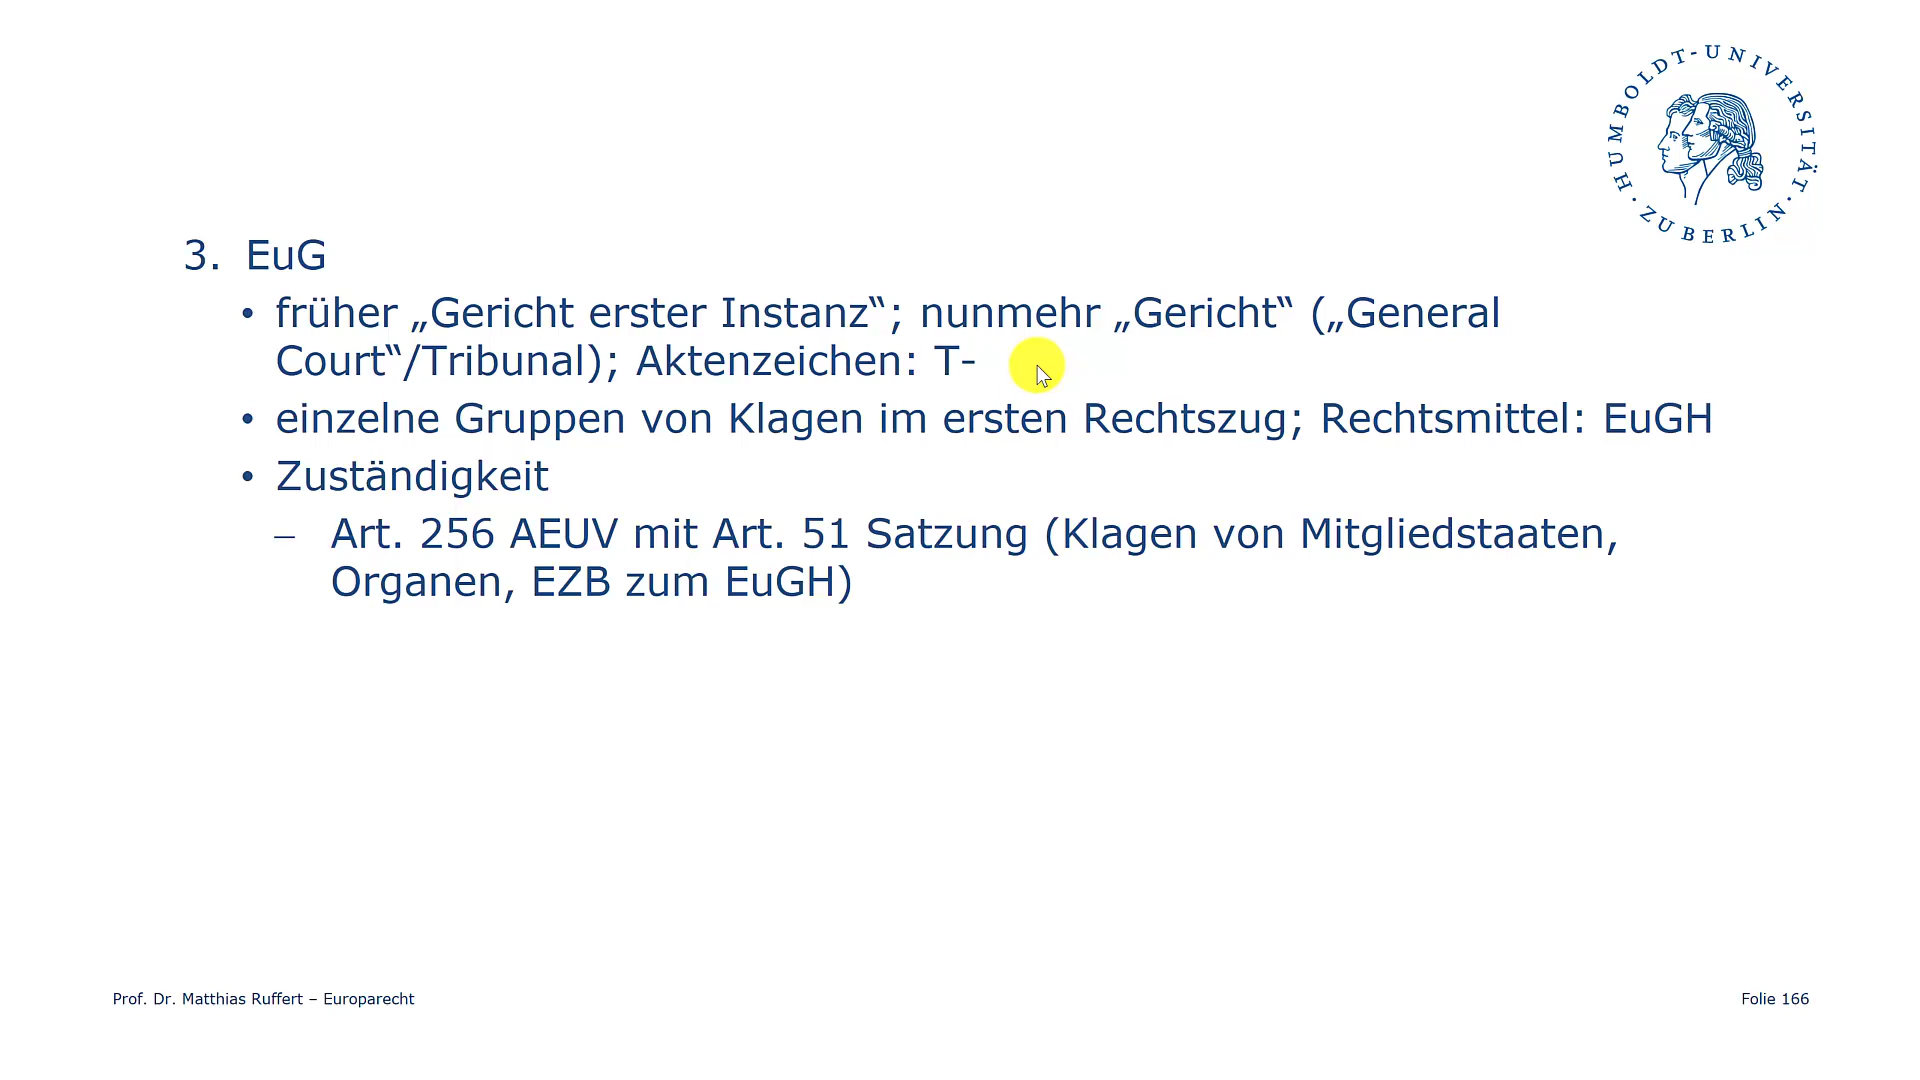 HUMBOLDT-UNIVERSITÄT · ZU BERLIN ·
3. EuG
• früher „Gericht erster Instanz“; nunmehr „Gericht“ („General
Court“/Tribunal); Aktenzeichen: T-
• einzelne Gruppen von Klagen im ersten Rechtszug; Rechtsmittel: EuGH
• Zuständigkeit
– Art. 256 AEUV mit Art. 51 Satzung (Klagen von Mitgliedstaaten,
Organen, EZB zum EuGH)
Prof. Dr. Matthias Ruffert – Europarecht
Folie 166